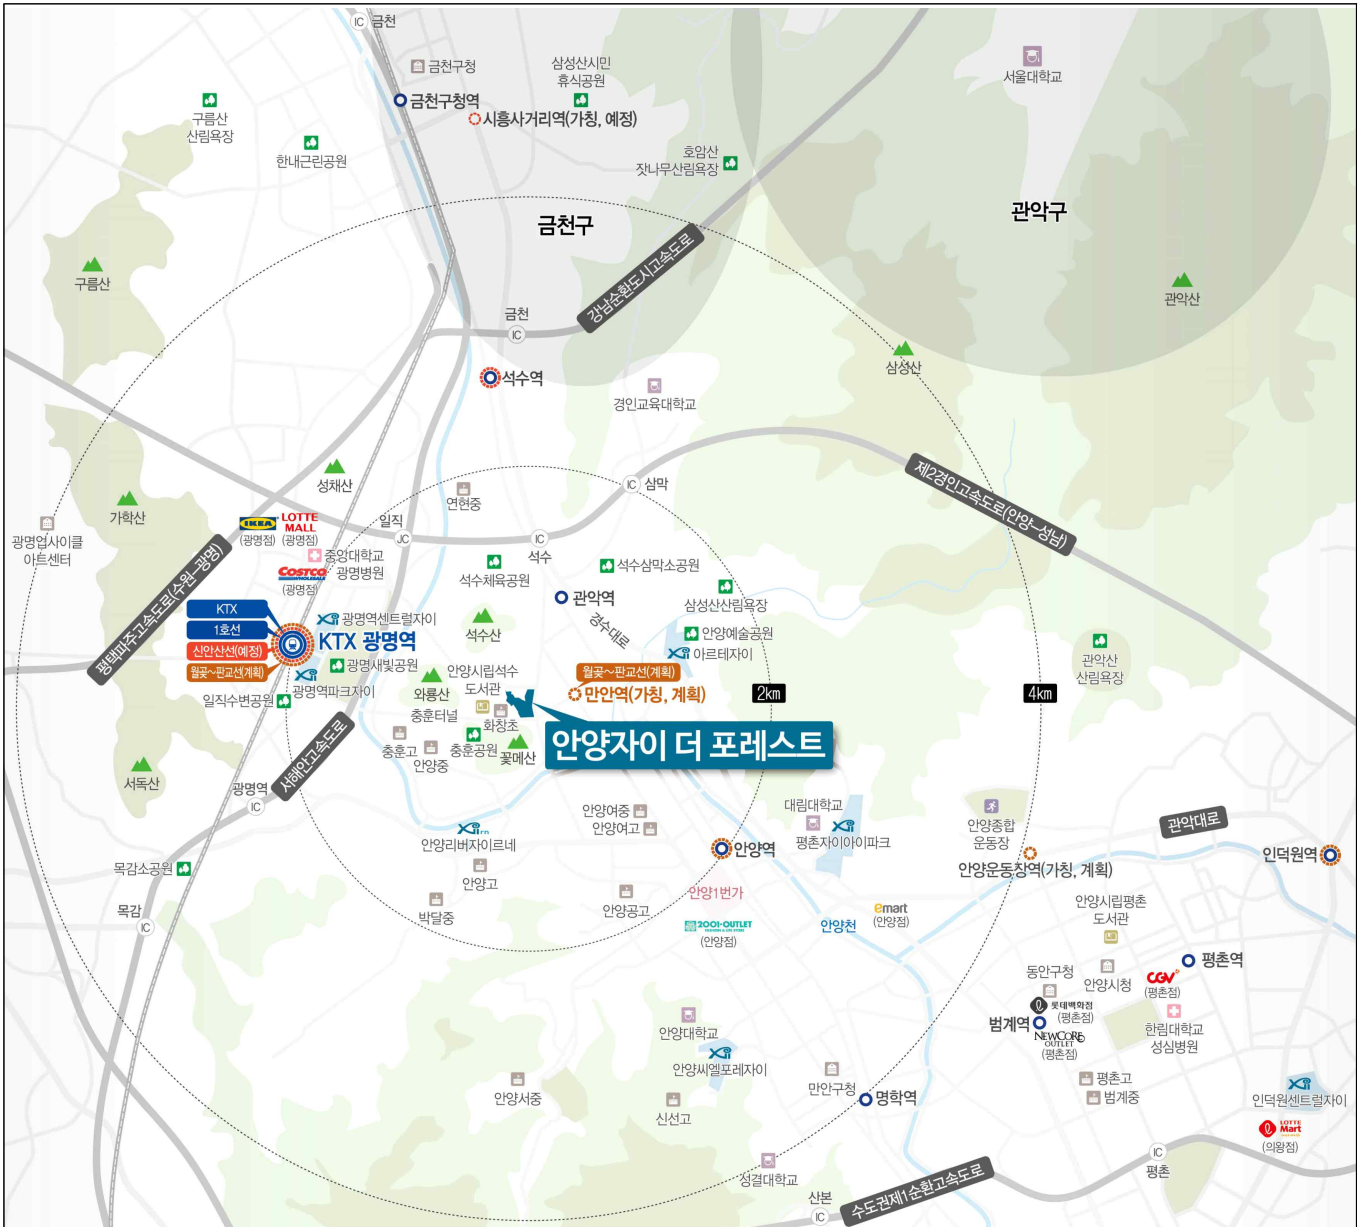 IC 금천
금천구청
금천구청역
시흥사거리역(가칭, 예정)
삼성산시민
휴식공원
서울대학교
구름산
산림욕장
한내근린공원
호암산
잣나무산림욕장
금천구
관악구
강남순환도시고속도로
구름산
관악산
금천
IC
삼성산
석수역
경인교육대학교
제2경인고속도로(안양-성남)
성채산
연현중
IC 삼막
가학산
IKEA
(광명점)
LOTTE
MALL
(광명점)
일직
JC
IC
석수
광명업사이클
아트센터
중앙대학교
광명병원
COSTCO
WHOLESALE
(광명점)
평택파주고속도로(수원-광명)
석수체육공원
석수삼막소공원
삼성산산림욕장
관악역
경수대로
KTX
1호선
신안산선(예정)
월곶~판교선(계획)
Xii 광명역센트럴자이
KTX 광명역
석수산
안양예술공원
Xii 아르테자이
광명새빛공원
Xii
광명역파크자이
와룡산
안양시립석수
도서관
월곶~판교선(계획)
만안역(가칭, 계획)
관악산
산림욕장
2km
4km
일직수변공원
충훈터널
화창초
충훈고
안양중
충훈공원
꽃메산
안양자이 더 포레스트
서해안고속도로
서독산
광명역
IC
안양여중
안양여고
대림대학교
Xii
평촌자이아이파크
안양종합
운동장
관악대로
안양리버자이르네
안양역
안양운동장역(가칭, 계획)
인덕원역
목감소공원
안양고
박달중
안양공고
안양1번가
2001-OUTLET
(안양점)
안양천
emart
(안양점)
안양시립평촌
도서관
목감
IC
동안구청
안양시청
평촌역
CGV
(평촌점)
롯데백화점
(평촌점)
범계역
NEWCORE
OUTLET
(평촌점)
한림대학교
성심병원
안양대학교
Xii
안양씨엘포레자이
안양서중
신선고
만안구청
명학역
평촌고
범계중
Xii
인덕원센트럴자이
LOTTE
Mart
(의왕점)
성결대학교
IC
평촌
산본
IC
수도권제1순환고속도로